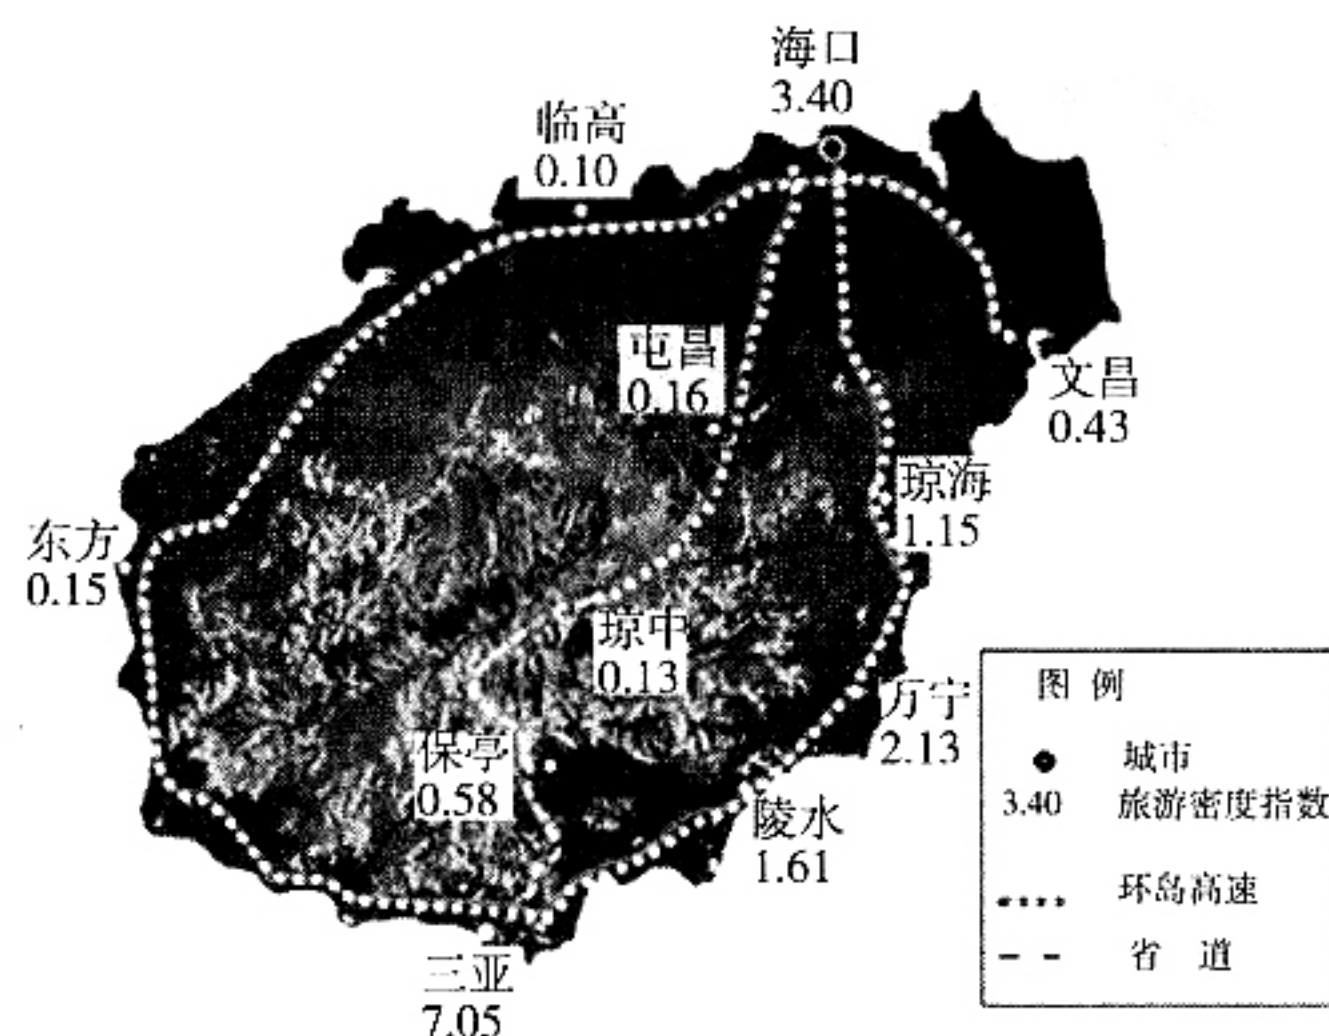 海口
3.40
临高
0.10
屯昌
0.16
文昌
0.43
琼海
1.15
东方
0.15
琼中
0.13
万宁
2.13
保亭
0.58
陵水
1.61
三亚
7.05
图 例
城市
3.40 旅游密度指数
环岛高速
省 道